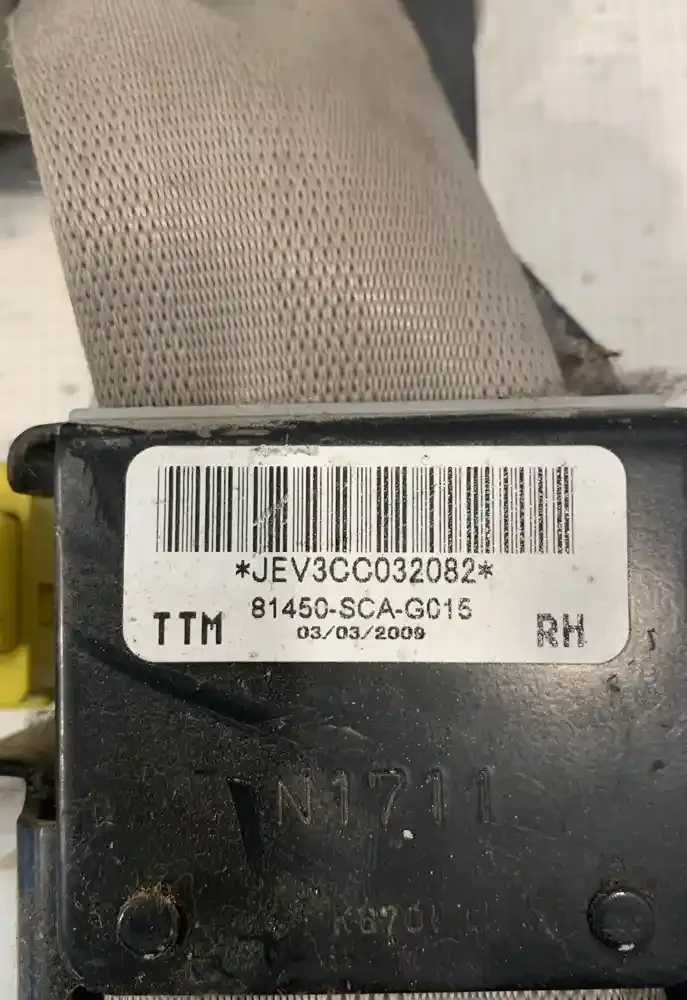 *JEV3CC032082*
81450-SCA-G015
TTM 03/03/2009 RH
N1711